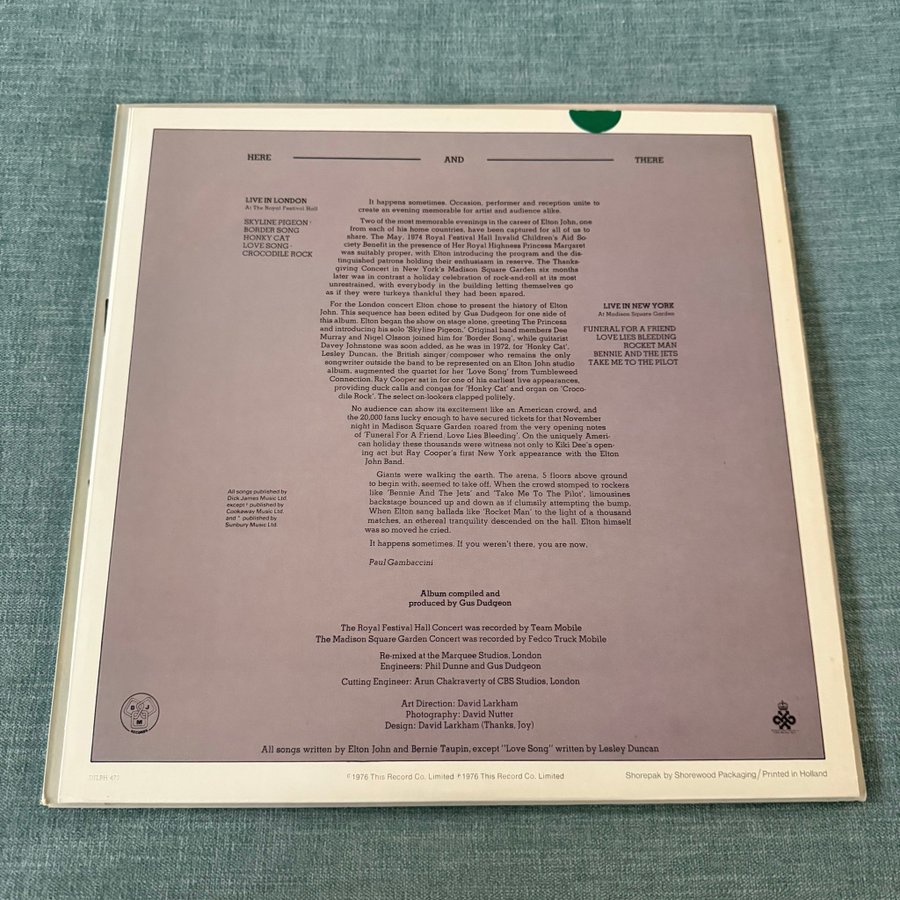 HERE AND THERE
LIVE IN LONDON
At The Royal Festival Hall
SKYLINE PIGEON
BORDER SONG
HONKY CAT
LOVE SONG
CROCODILE ROCK
It happens sometimes. Occasion, performer and reception unite to
create an evening memorable for artist and audience alike.
Two of the most memorable evenings in the career of Elton John, one
from each of his home countries, have been captured for all of us to
share. The May, 1974 Royal Festival Hall Invalid Children's Aid So-
ciety Benefit in the presence of Her Royal Highness Princess Margaret
was suitably proper, with Elton introducing the program and the dis-
tinguished patrons holding their enthusiasm in reserve. The Thanks-
giving Concert in New York's Madison Square Garden six months
later was in contrast a holiday celebration of rock-and-roll at its most
unrestrained, with everybody in the building letting themselves go
as if they were turkeys thankful they had been spared.
For the London concert Elton chose to present the history of Elton
John. This sequence has been edited by Gus Dudgeon for one side of
this album. Elton began the show on stage alone, greeting The Princess
and introducing his solo 'Skyline Pigeon.' Original band members Dee
Murray and Nigel Olsson joined him for 'Border Song', while guitarist
Davey Johnstone was soon added, as he was in 1972, for 'Honky Cat'.
Lesley Duncan, the British singer/composer who remains the only
songwriter outside the band to be represented on an Elton John studio
album, augmented the quartet for her 'Love Song' from Tumbleweed
Connection. Ray Cooper sat in for one of his earliest live appearances,
providing duck calls and congas for 'Honky Cat' and organ on 'Croco-
dile Rock'. The select on-lookers clapped politely.
LIVE IN NEW YORK
At Madison Square Garden
FUNERAL FOR A FRIEND
LOVE LIES BLEEDING
ROCKET MAN
BENNIE AND THE JETS
TAKE ME TO THE PILOT
No audience can show its excitement like an American crowd, and
the 20,000 fans lucky enough to have secured tickets for that November
night in Madison Square Garden roared from the very opening notes
of 'Funeral For A Friend/Love Lies Bleeding'. On the uniquely Ameri-
can holiday these thousands were witness not only to Kiki Dee's open-
ing act but Ray Cooper's first New York appearance with the Elton
John Band.
Giants were walking the earth. The arena, 5 floors above ground
to begin with, seemed to take off. When the crowd stomped to rockers
like 'Bennie And The Jets' and 'Take Me To The Pilot', limousines
backstage bounced up and down as if clumsily attempting the bump.
When Elton sang ballads like 'Rocket Man' to the light of a thousand
matches, an ethereal tranquility descended on the hall. Elton himself
was so moved he cried.
It happens sometimes. If you weren't there, you are now.
Paul Gambaccini
All songs published by
Dick James Music Ltd.
except published by
Cookaway Music Ltd.
and published by
Sunbury Music Ltd.
Album compiled and
produced by Gus Dudgeon
The Royal Festival Hall Concert was recorded by Team Mobile
The Madison Square Garden Concert was recorded by Fedco Truck Mobile
Re-mixed at the Marquee Studios, London
Engineers: Phil Dunne and Gus Dudgeon
Cutting Engineer: Arun Chakraverty of CBS Studios, London
Art Direction: David Larkham
Photography: David Nutter
Design: David Larkham (Thanks, Joy)
DJM
RECORDS
All songs written by Elton John and Bernie Taupin, except "Love Song" written by Lesley Duncan
© 1976 This Record Co. Limited ℗ 1976 This Record Co. Limited
Shorepak by Shorewood Packaging/Printed in Holland